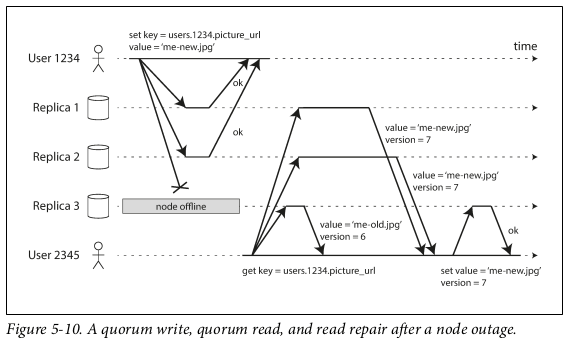 set key = users.1234.picture_url
value = ‘me-new.jpg’
time
User 1234
ok
Replica 1
ok
value = ‘me-new.jpg’
version = 7
Replica 2
value = ‘me-new.jpg’
version = 7
Replica 3
node offline
value = ‘me-old.jpg’
version = 6
ok
User 2345
get key = users.1234.picture_url
set value = ‘me-new.jpg’
version = 7
Figure 5-10. A quorum write, quorum read, and read repair after a node outage.